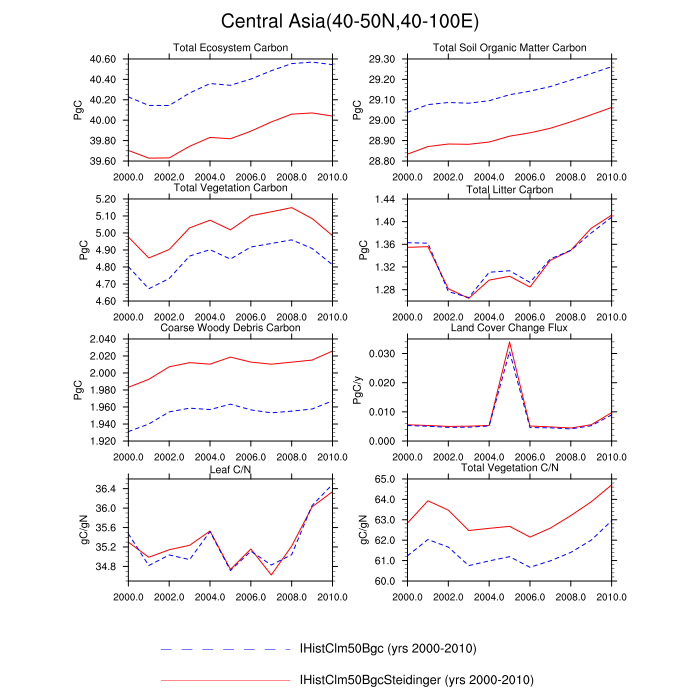 Central Asia(40-50N,40-100E)
Total Ecosystem Carbon
PgC
40.60
40.40
40.20
40.00
39.80
39.60
2000.0 2002.0 2004.0 2006.0 2008.0 2010.0
Total Soil Organic Matter Carbon
PgC
29.30
29.20
29.10
29.00
28.90
28.80
2000.0 2002.0 2004.0 2006.0 2008.0 2010.0
Total Vegetation Carbon
PgC
5.20
5.10
5.00
4.90
4.80
4.70
4.60
2000.0 2002.0 2004.0 2006.0 2008.0 2010.0
Total Litter Carbon
PgC
1.44
1.40
1.36
1.32
1.28
2000.0 2002.0 2004.0 2006.0 2008.0 2010.0
Coarse Woody Debris Carbon
PgC
2.040
2.020
2.000
1.980
1.960
1.940
1.920
2000.0 2002.0 2004.0 2006.0 2008.0 2010.0
Land Cover Change Flux
PgC/y
0.030
0.020
0.010
0.000
2000.0 2002.0 2004.0 2006.0 2008.0 2010.0
Leaf C/N
gC/gN
36.4
36.0
35.6
35.2
34.8
2000.0 2002.0 2004.0 2006.0 2008.0 2010.0
Total Vegetation C/N
gC/gN
65.0
64.0
63.0
62.0
61.0
60.0
2000.0 2002.0 2004.0 2006.0 2008.0 2010.0
IHistClm50Bgc (yrs 2000-2010)
IHistClm50BgcSteidinger (yrs 2000-2010)